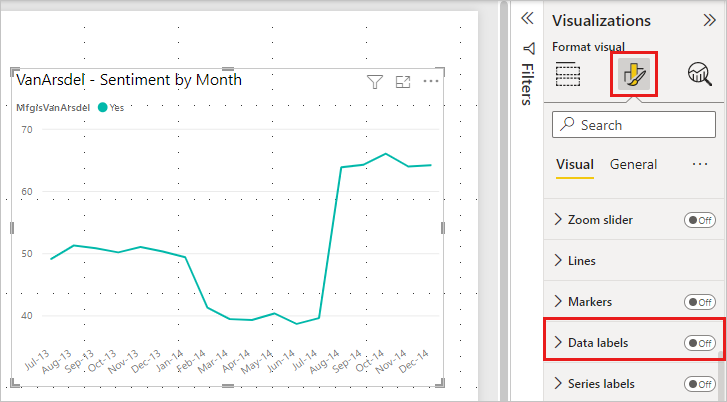 VanArsdel - Sentiment by Month
MfgIsVanArsdel Yes
70
60
50
40
Jul-13
Aug-13
Sep-13
Oct-13
Nov-13
Dec-13
Jan-14
Feb-14
Mar-14
Apr-14
May-14
Jun-14
Jul-14
Aug-14
Sep-14
Oct-14
Nov-14
Dec-14
Filters
Visualizations
Format visual
Search
Visual General
Zoom slider Off
Lines
Markers Off
Data labels Off
Series labels Off